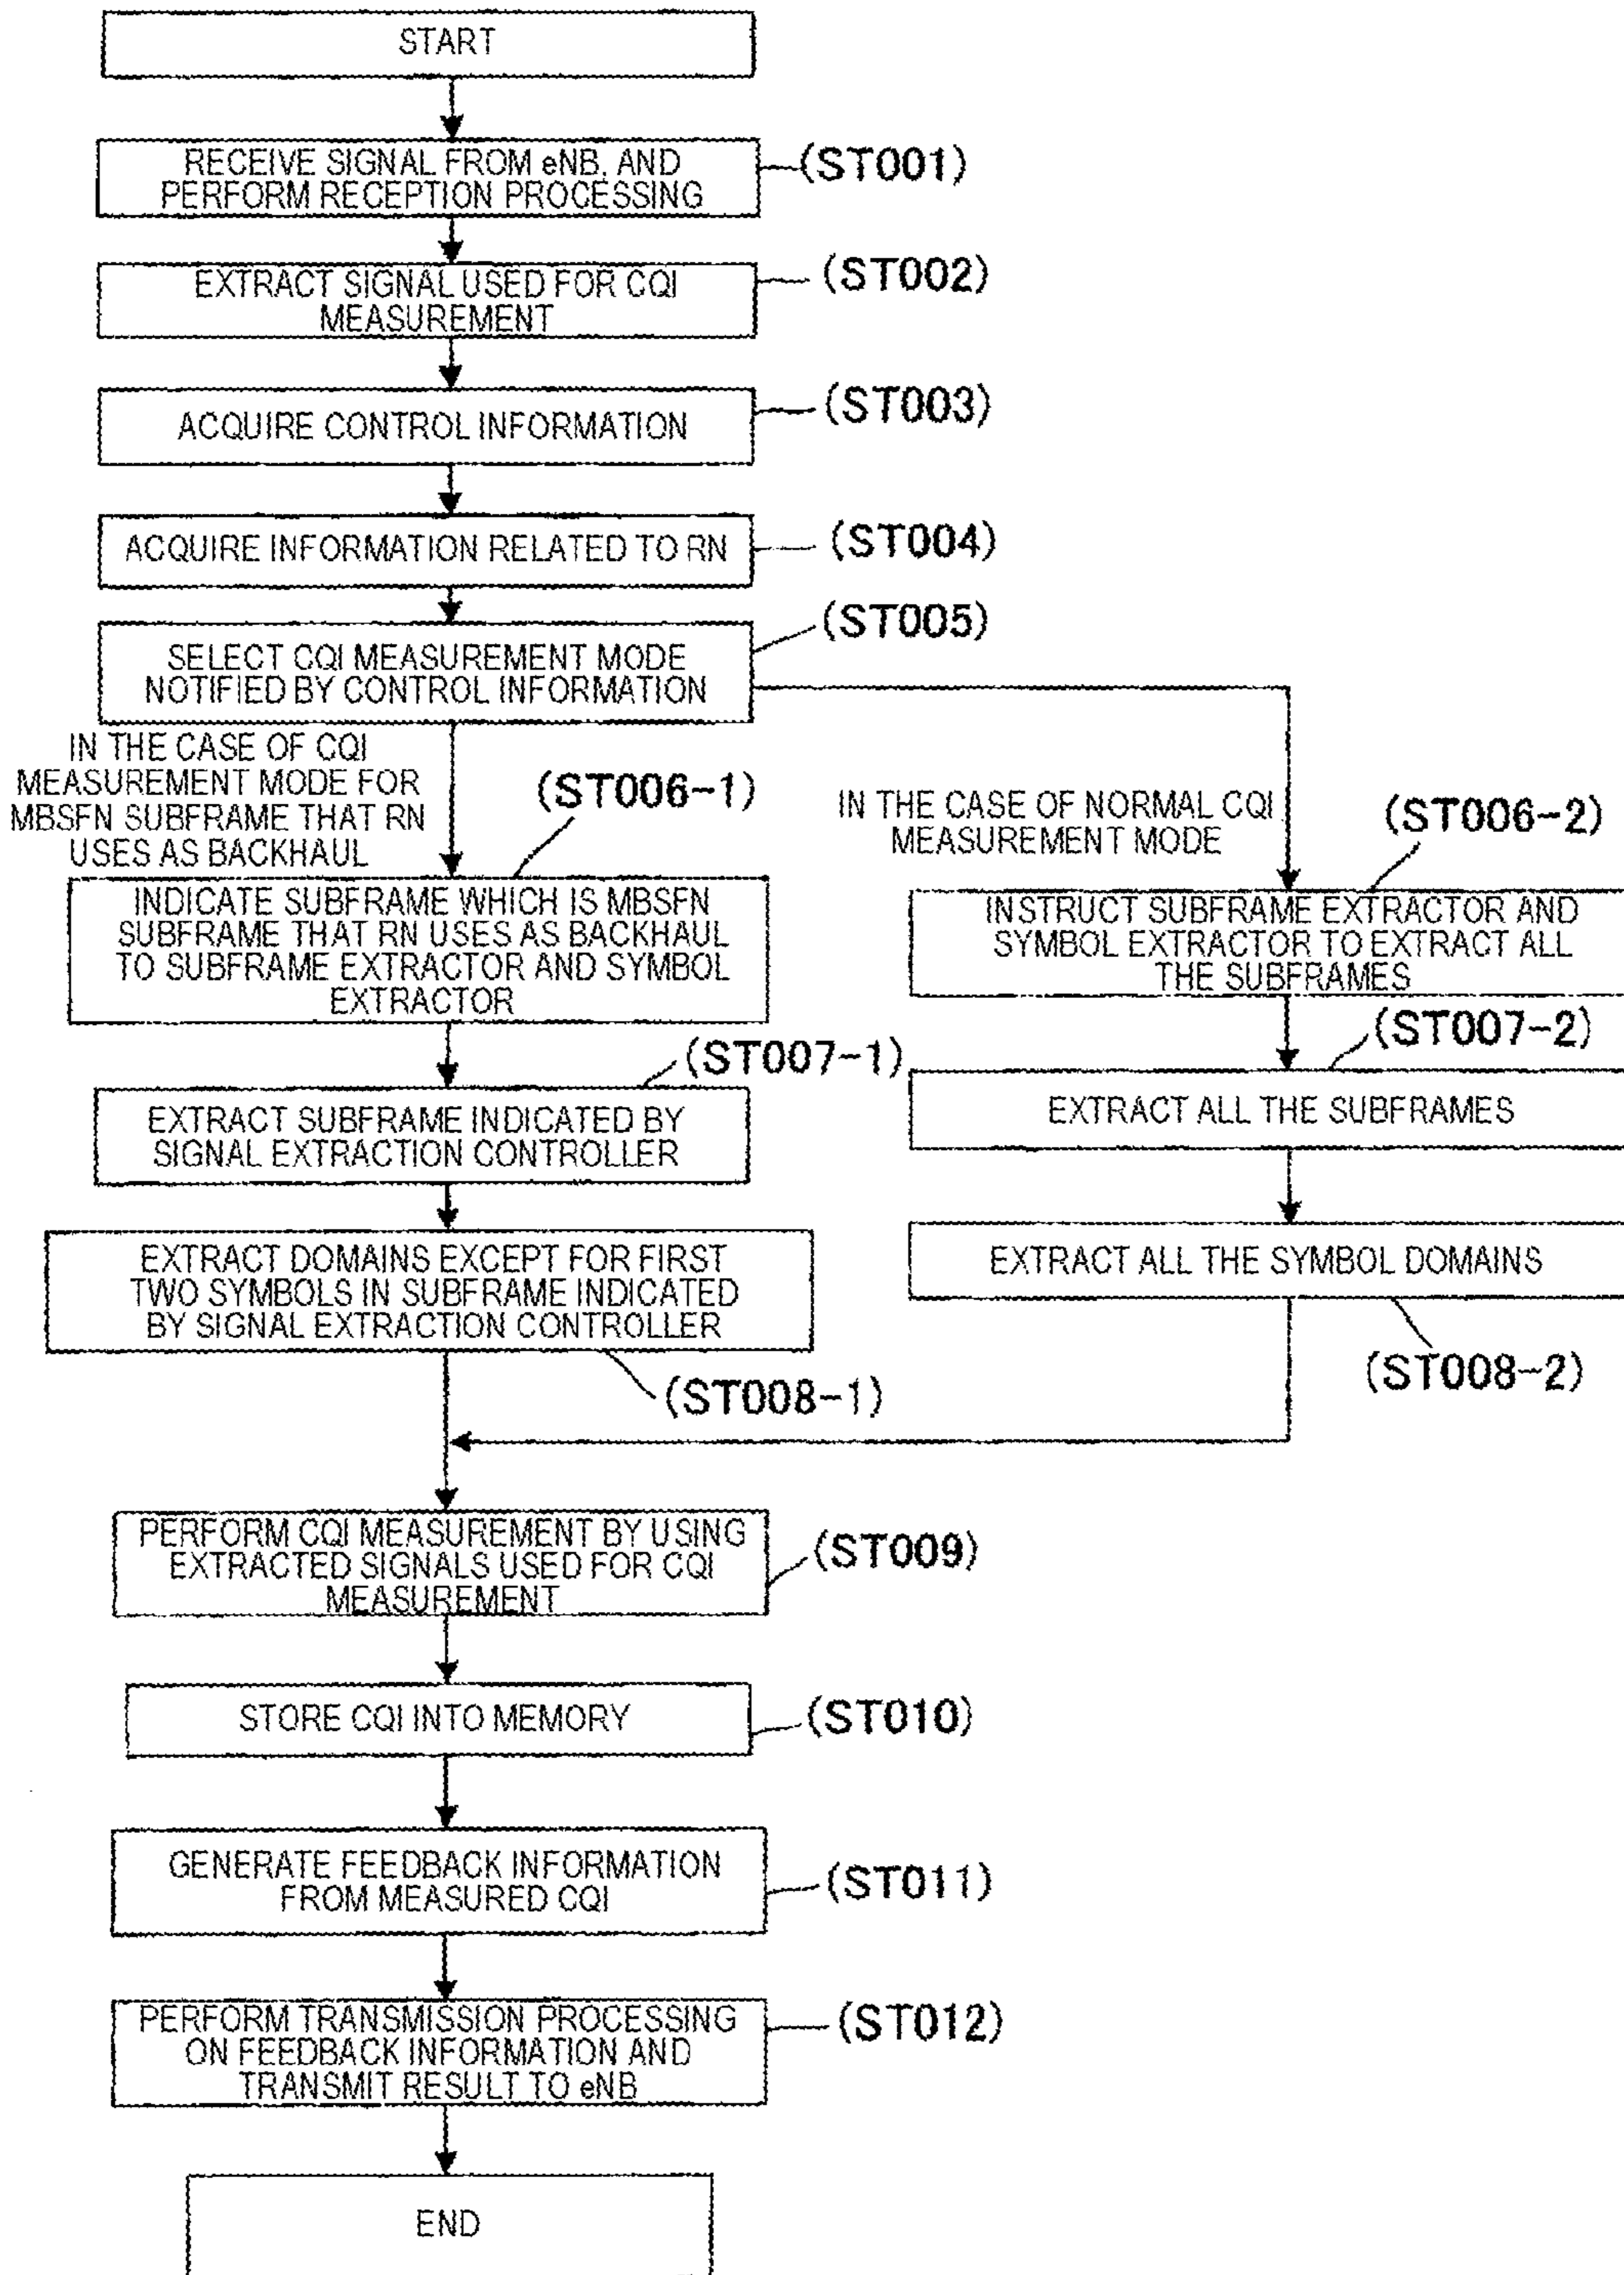 START
RECEIVE SIGNAL FROM eNB, AND
PERFORM RECEPTION PROCESSING
(ST001)
EXTRACT SIGNAL USED FOR CQI
MEASUREMENT
(ST002)
ACQUIRE CONTROL INFORMATION
(ST003)
ACQUIRE INFORMATION RELATED TO RN
(ST004)
SELECT CQI MEASUREMENT MODE
NOTIFIED BY CONTROL INFORMATION
(ST005)
IN THE CASE OF CQI
MEASUREMENT MODE FOR
MBSFN SUBFRAME THAT RN
USES AS BACKHAUL
(ST006-1)
IN THE CASE OF NORMAL CQI
MEASUREMENT MODE
(ST006-2)
INDICATE SUBFRAME WHICH IS MBSFN
SUBFRAME THAT RN USES AS BACKHAUL
TO SUBFRAME EXTRACTOR AND SYMBOL
EXTRACTOR
INSTRUCT SUBFRAME EXTRACTOR AND
SYMBOL EXTRACTOR TO EXTRACT ALL
THE SUBFRAMES
(ST007-1)
(ST007-2)
EXTRACT SUBFRAME INDICATED BY
SIGNAL EXTRACTION CONTROLLER
EXTRACT ALL THE SUBFRAMES
EXTRACT DOMAINS EXCEPT FOR FIRST
TWO SYMBOLS IN SUBFRAME INDICATED
BY SIGNAL EXTRACTION CONTROLLER
EXTRACT ALL THE SYMBOL DOMAINS
(ST008-1)
(ST008-2)
PERFORM CQI MEASUREMENT BY USING
EXTRACTED SIGNALS USED FOR CQI
MEASUREMENT
(ST009)
STORE CQI INTO MEMORY
(ST010)
GENERATE FEEDBACK INFORMATION
FROM MEASURED CQI
(ST011)
PERFORM TRANSMISSION PROCESSING
ON FEEDBACK INFORMATION AND
TRANSMIT RESULT TO eNB
(ST012)
END